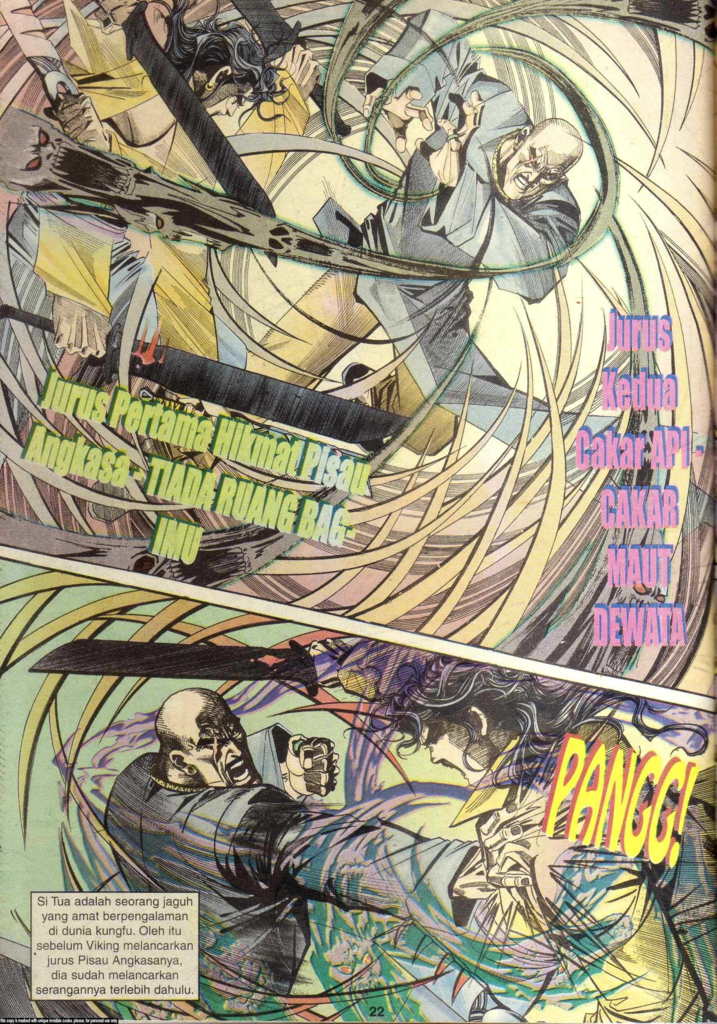 Jurus
Kedua
Cakar API -
CAKAR
MAUT
DEWATA
Jurus Pertama Hikmat Pisau
Angkasa - TIADA RUANG BAG-
IMU
PANGG!
Si Tua adalah seorang jaguh
yang amat berpengalaman
di dunia kungfu. Oleh itu
sebelum Viking melancarkan
jurus Pisau Angkasanya,
dia sudah melancarkan
serangannya terlebih dahulu.
22